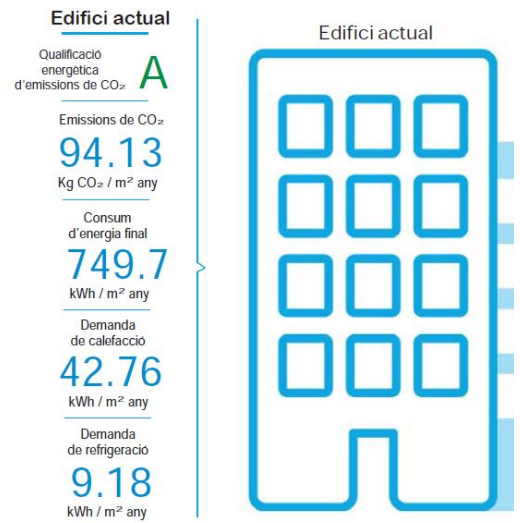 Edifici actual
Qualificació
energètica
d'emissions de CO₂
A
Emissions de CO₂
94.13
Kg CO₂ / m² any
Consum
d'energia final
749.7
kWh / m² any
Demanda
de calefacció
42.76
kWh / m² any
Demanda
de refrigeració
9.18
kWh / m² any
Edifici actual